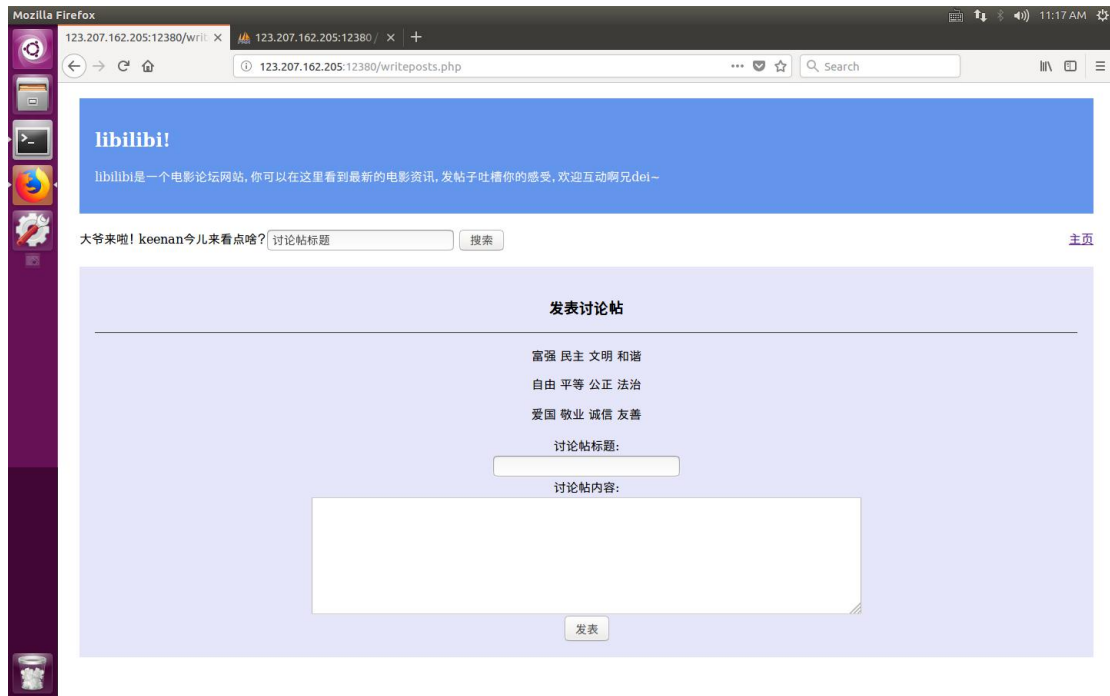 Mozilla Firefox
11:17 AM
123.207.162.205:12380/writ
123.207.162.205:12380/
123.207.162.205:12380/writeposts.php
Search
libilibi!
libilibi是一个电影论坛网站,你可以在这里看到最新的电影资讯,发帖子吐槽你的感受,欢迎互动啊兄dei~
大爷来啦! keenan今儿来看点啥? 讨论帖标题 搜索 主页
发表讨论帖
富强 民主 文明 和谐
自由 平等 公正 法治
爱国 敬业 诚信 友善
讨论帖标题:
讨论帖内容:
发表